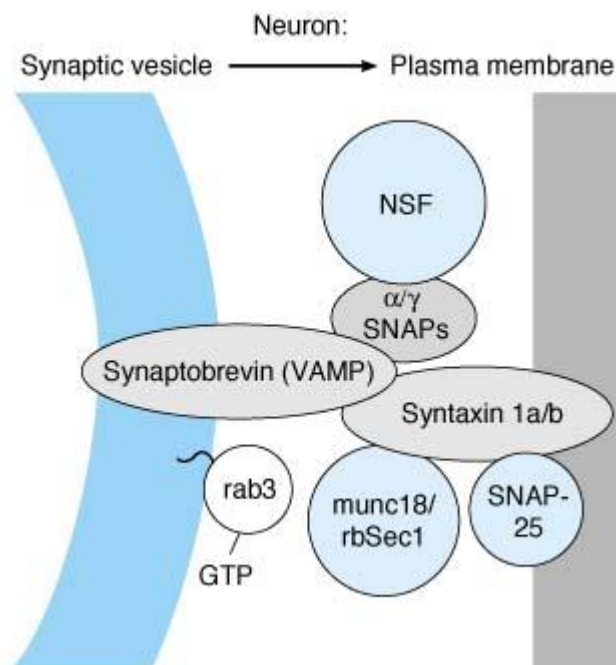 Neuron:
Synaptic vesicle
Plasma membrane
NSF
α/γ
SNAPs
Synaptobrevin (VAMP)
Syntaxin 1a/b
rab3
munc18/
rbSec1
SNAP-
25
GTP